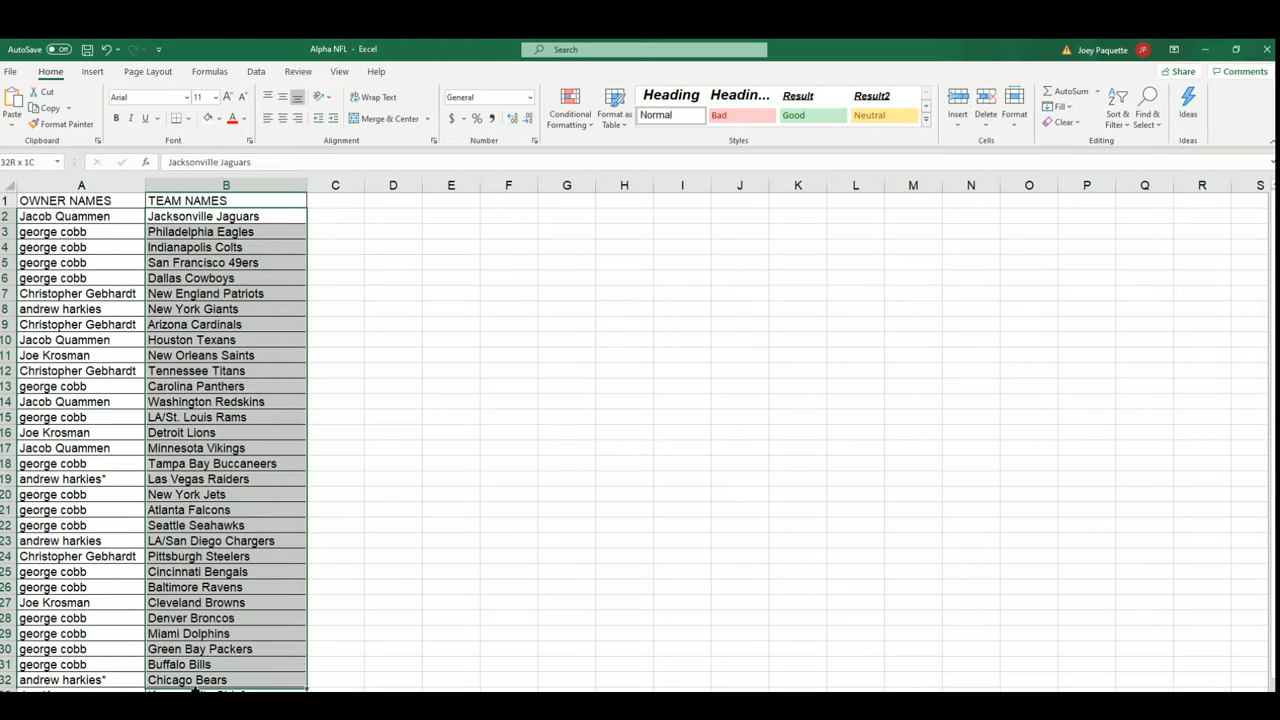 AutoSave Off Alpha NFL - Excel Search Joey Paquette JP
File Home Insert Page Layout Formulas Data Review View Help Share Comments
Paste Cut Copy Format Painter Clipboard
Arial 11 B I U Font
Wrap Text Merge & Center Alignment
General $ % Number
Conditional Formatting Format as Table
Heading Headin... Result Result2
Normal Bad Good Neutral Styles
Insert Delete Format Cells
AutoSum Fill Clear Sort & Filter Find & Select Ideas Ideas
32R x 1C fx Jacksonville Jaguars
A B C D E F G H I J K L M N O P Q R S
1 OWNER NAMES TEAM NAMES
2 Jacob Quammen Jacksonville Jaguars
3 george cobb Philadelphia Eagles
4 george cobb Indianapolis Colts
5 george cobb San Francisco 49ers
6 george cobb Dallas Cowboys
7 Christopher Gebhardt New England Patriots
8 andrew harkies New York Giants
9 Christopher Gebhardt Arizona Cardinals
10 Jacob Quammen Houston Texans
11 Joe Krosman New Orleans Saints
12 Christopher Gebhardt Tennessee Titans
13 george cobb Carolina Panthers
14 Jacob Quammen Washington Redskins
15 george cobb LA/St. Louis Rams
16 Joe Krosman Detroit Lions
17 Jacob Quammen Minnesota Vikings
18 george cobb Tampa Bay Buccaneers
19 andrew harkies* Las Vegas Raiders
20 george cobb New York Jets
21 george cobb Atlanta Falcons
22 george cobb Seattle Seahawks
23 andrew harkies LA/San Diego Chargers
24 Christopher Gebhardt Pittsburgh Steelers
25 george cobb Cincinnati Bengals
26 george cobb Baltimore Ravens
27 Joe Krosman Cleveland Browns
28 george cobb Denver Broncos
29 george cobb Miami Dolphins
30 george cobb Green Bay Packers
31 george cobb Buffalo Bills
32 andrew harkies* Chicago Bears